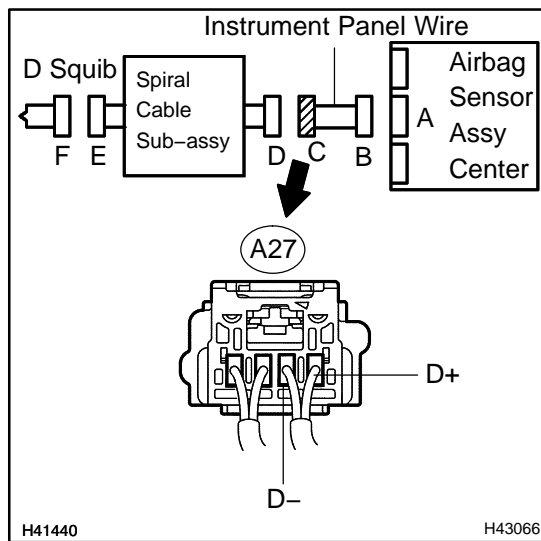 Instrument Panel Wire
D Squib
Spiral
Cable
Sub−assy
Airbag
Sensor
Assy
Center
A
F
E
D
C
B
A27
D+
D−
H41440
H43066